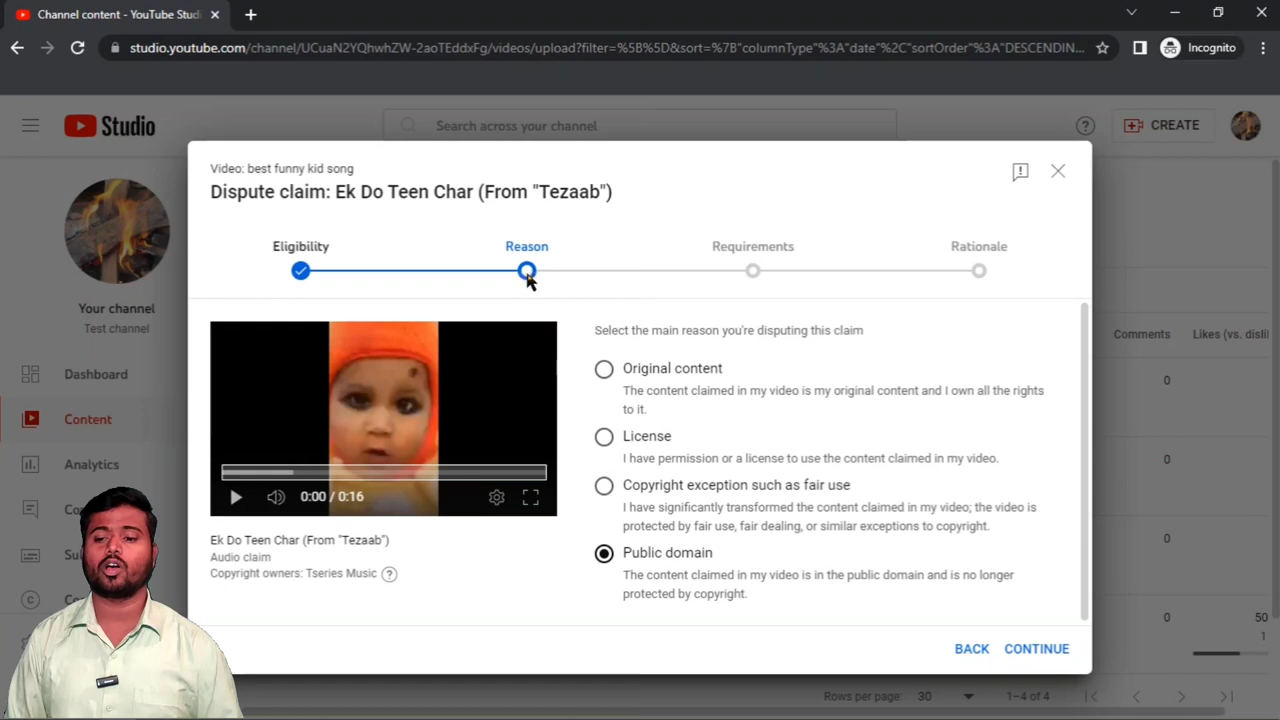 Channel content - YouTube Studi
studio.youtube.com/channel/UCuaN2YQhwhZW-2aoTEddxFg/videos/upload?filter=%5B%5D&sort=%7B"columnType"%3A"date"%2C"sortOrder"%3A"DESCENDIN...
Incognito
Studio
Search across your channel
CREATE
Video: best funny kid song
Dispute claim: Ek Do Teen Char (From "Tezaab")
Eligibility
Reason
Requirements
Rationale
Your channel
Test channel
Dashboard
Content
Analytics
Select the main reason you're disputing this claim
Original content
The content claimed in my video is my original content and I own all the rights
to it.
License
I have permission or a license to use the content claimed in my video.
Copyright exception such as fair use
I have significantly transformed the content claimed in my video; the video is
protected by fair use, fair dealing, or similar exceptions to copyright.
Public domain
The content claimed in my video is in the public domain and is no longer
protected by copyright.
0:00 / 0:16
Ek Do Teen Char (From "Tezaab")
Audio claim
Copyright owners: Tseries Music
BACK CONTINUE
Comments
Likes (vs. disli
0
0
0
0
50
1
Rows per page: 30
1–4 of 4